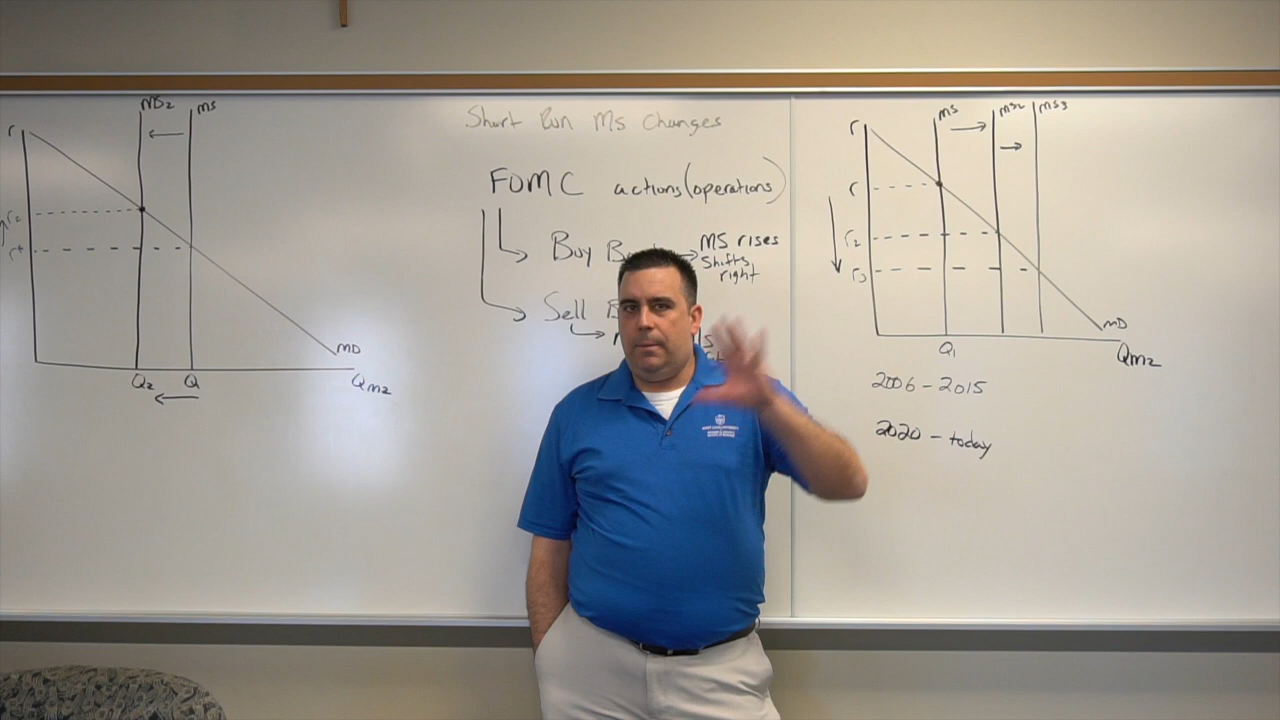 MS2 MS
r
r2
r*
MD
Q2 Q
QM2
Short Run MS Changes
FOMC actions (operations)
Buy
MS rises
Shifts
right
Sell
MS MS2 MS3
r
r
r2
r3
MD
Q1
QM2
2006 - 2015
2020 - today